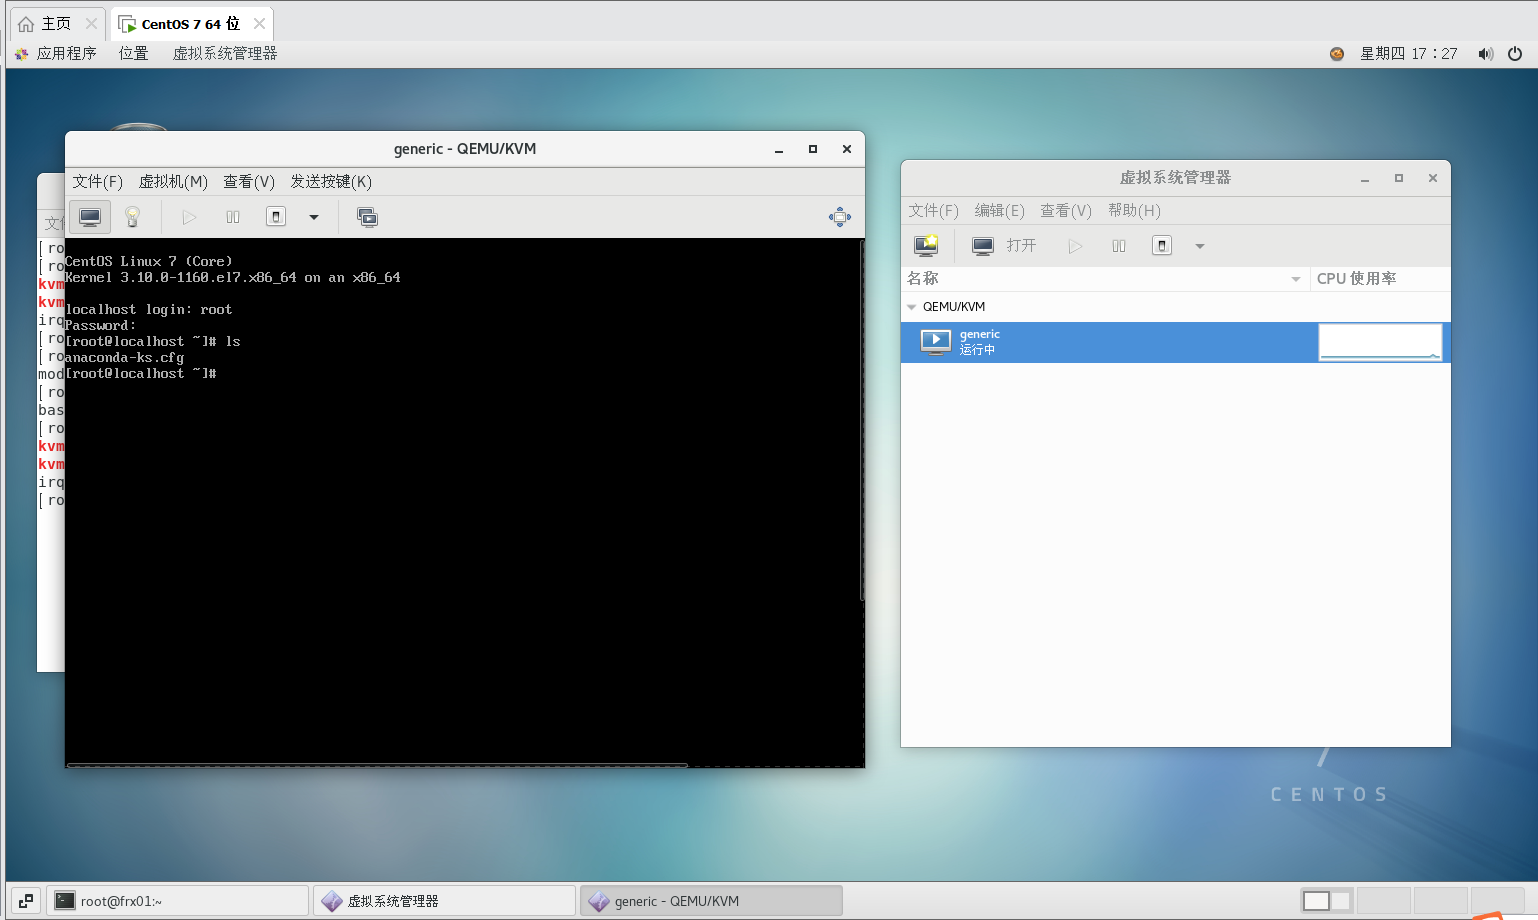 主页
CentOS 7 64 位
应用程序 位置 虚拟系统管理器
星期四 17：27
generic - QEMU/KVM
文件(F) 虚拟机(M) 查看(V) 发送按键(K)
CentOS Linux 7 (Core)
Kernel 3.10.0-1160.el7.x86_64 on an x86_64
localhost login: root
Password:
[root@localhost ~]# ls
anaconda-ks.cfg
[root@localhost ~]#
[ ro
[ ro
kvm
kvm
irq
[ ro
[ ro
mod
[ ro
bas
[ ro
kvm
kvm
irq
[ ro
虚拟系统管理器
文件(F) 编辑(E) 查看(V) 帮助(H)
打开
名称 CPU 使用率
QEMU/KVM
generic
运行中
7
CENTOS
root@frx01:~ 虚拟系统管理器 generic - QEMU/KVM